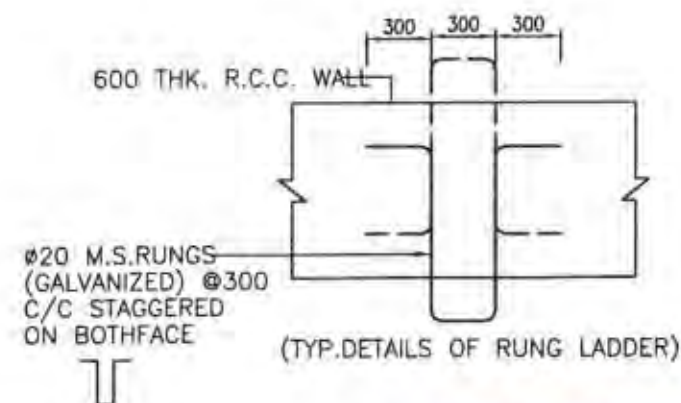 300 300 300
600 THK. R.C.C. WALL
ø20 M.S.RUNGS
(GALVANIZED) @300
C/C STAGGERED
ON BOTHFACE
(TYP.DETAILS OF RUNG LADDER)